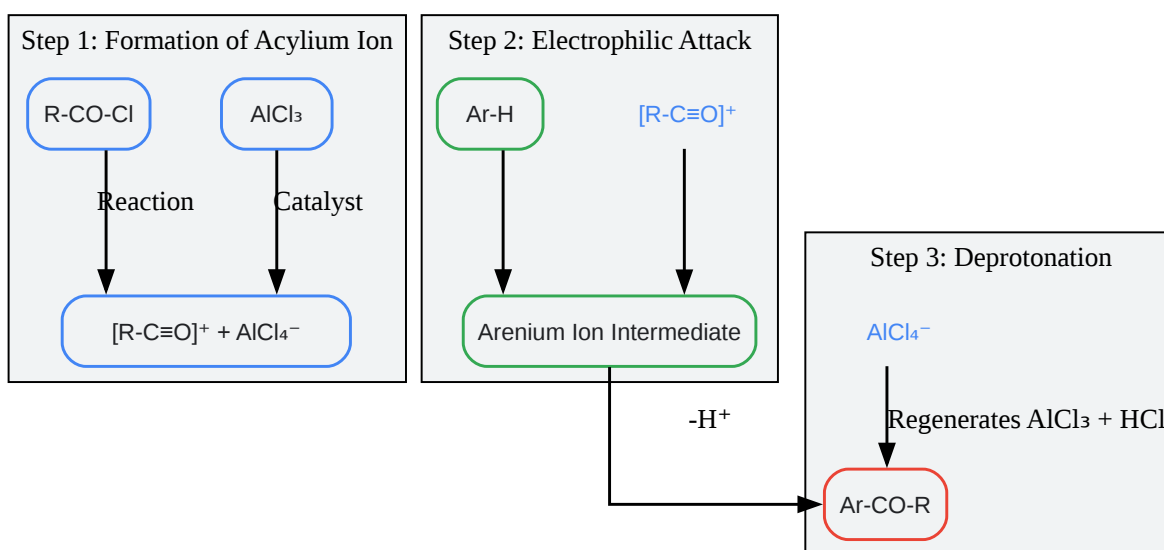 Step 1: Formation of Acylium Ion
R-CO-Cl
AlCl₃
Reaction
Catalyst
[R-C≡O]⁺ + AlCl₄⁻
Step 2: Electrophilic Attack
Ar-H
[R-C≡O]⁺
Arenium Ion Intermediate
-H⁺
Step 3: Deprotonation
AlCl₄⁻
Regenerates AlCl₃ + HCl
Ar-CO-R